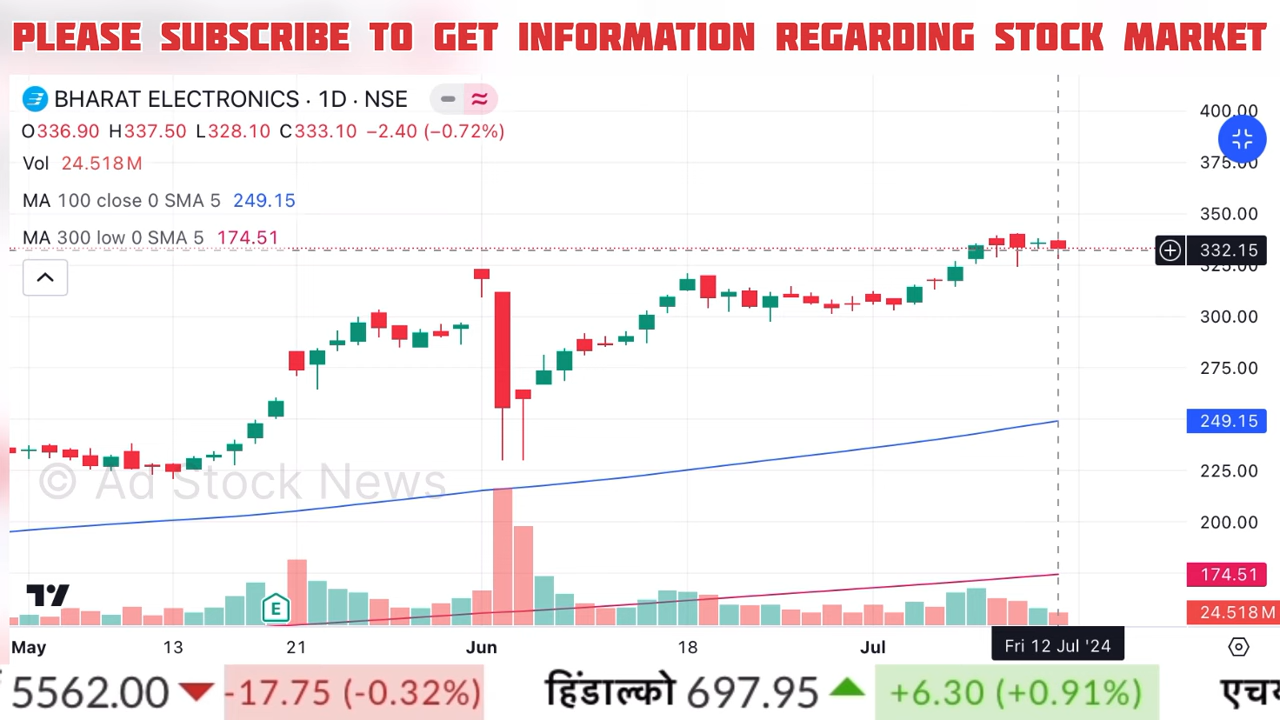 PLEASE SUBSCRIBE TO GET INFORMATION REGARDING STOCK MARKET
BHARAT ELECTRONICS · 1D · NSE
O336.90 H337.50 L328.10 C333.10 −2.40 (−0.72%)
Vol 24.518M
MA 100 close 0 SMA 5 249.15
MA 300 low 0 SMA 5 174.51
400.00
375.00
350.00
332.15
325.00
300.00
275.00
249.15
225.00
200.00
174.51
24.518M
© Ad Stock News
E
May 13 21 Jun 18 Jul Fri 12 Jul '24
5562.00 -17.75 (-0.32%) हिंडाल्को 697.95 +6.30 (+0.91%)